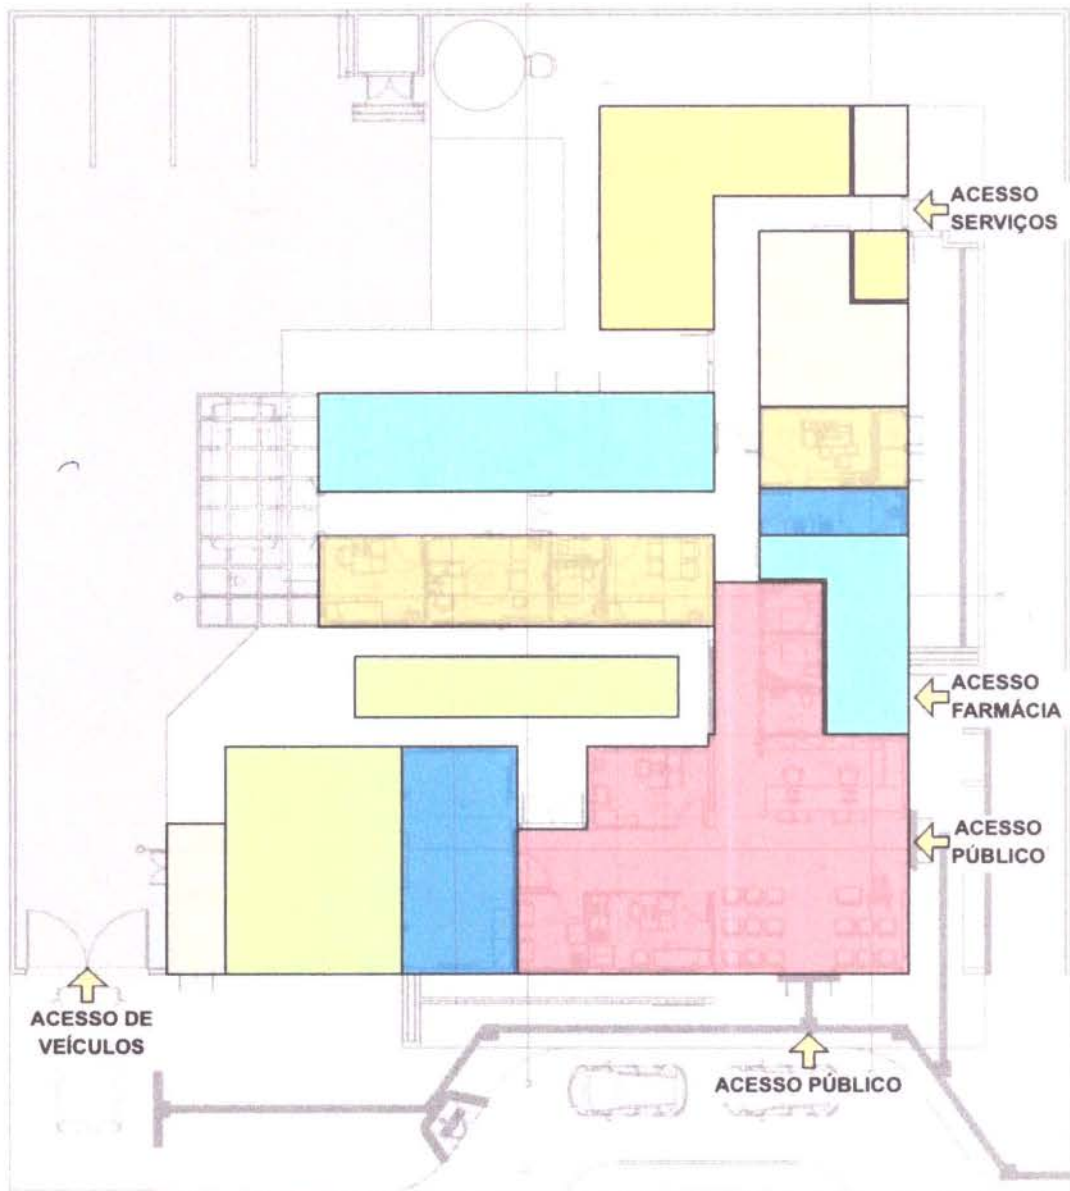 ACESSO
SERVIÇOS
ACESSO
FARMÁCIA
ACESSO
PÚBLICO
ACESSO DE
VEÍCULOS
ACESSO PÚBLICO